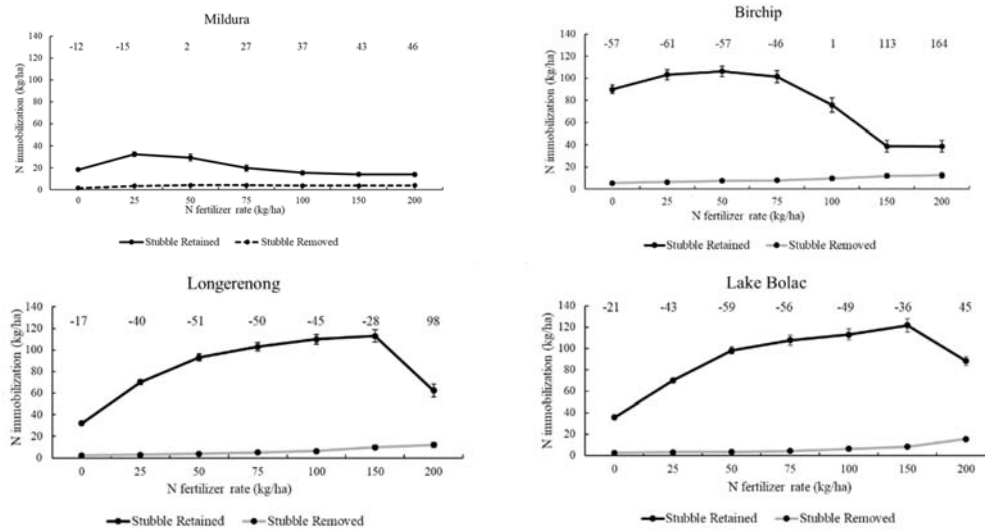 Mildura
140
120
100
80
60
40
20
0
N immobilization (kg/ha)
-12 -15 2 27 37 43 46
0 25 50 75 100 150 200
N fertilizer rate (kg/ha)
Stubble Retained Stubble Removed
Birchip
140
120
100
80
60
40
20
0
N immobilization (kg/ha)
-57 -61 -57 -46 1 113 164
0 25 50 75 100 150 200
N fertilizer rate (kg/ha)
Stubble Retained Stubble Removed
Longerenong
140
120
100
80
60
40
20
0
N immobilization (kg/ha)
-17 -40 -51 -50 -45 -28 98
0 25 50 75 100 150 200
N fertilizer rate (kg/ha)
Stubble Retained Stubble Removed
Lake Bolac
140
120
100
80
60
40
20
0
N immobilization (kg/ha)
-21 -43 -59 -56 -49 -36 45
0 25 50 75 100 150 200
N fertilizer rate (kg/ha)
Stubble Retained Stubble Removed